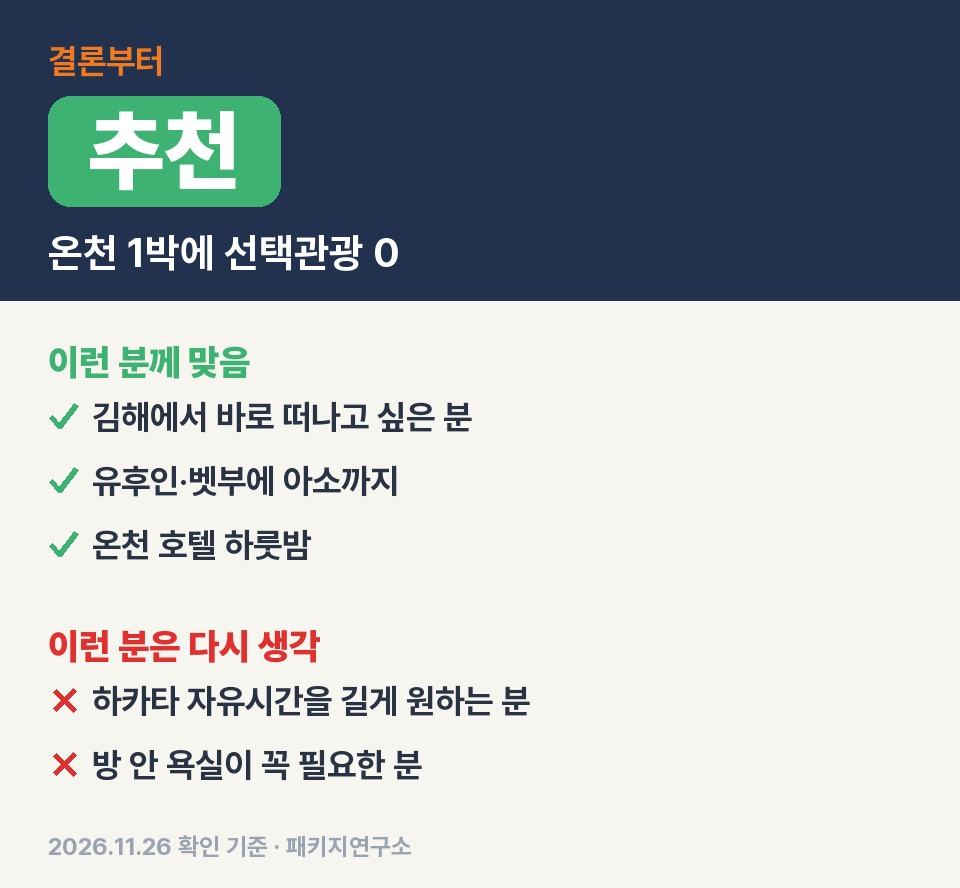 결론부터
추천
온천 1박에 선택관광 0
이런 분께 맞음
✓ 김해에서 바로 떠나고 싶은 분
✓ 유후인·벳부에 아소까지
✓ 온천 호텔 하룻밤
이런 분은 다시 생각
✕ 하카타 자유시간을 길게 원하는 분
✕ 방 안 욕실이 꼭 필요한 분
2026.11.26 확인 기준 · 패키지연구소